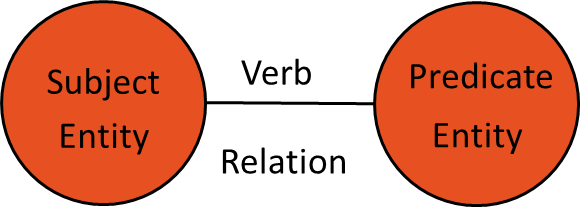 Subject
Entity
Verb
Relation
Predicate
Entity